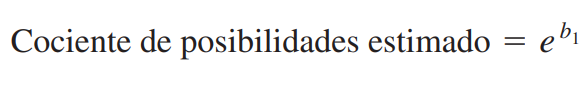 Cociente de posibilidades estimado = e^{b_1}